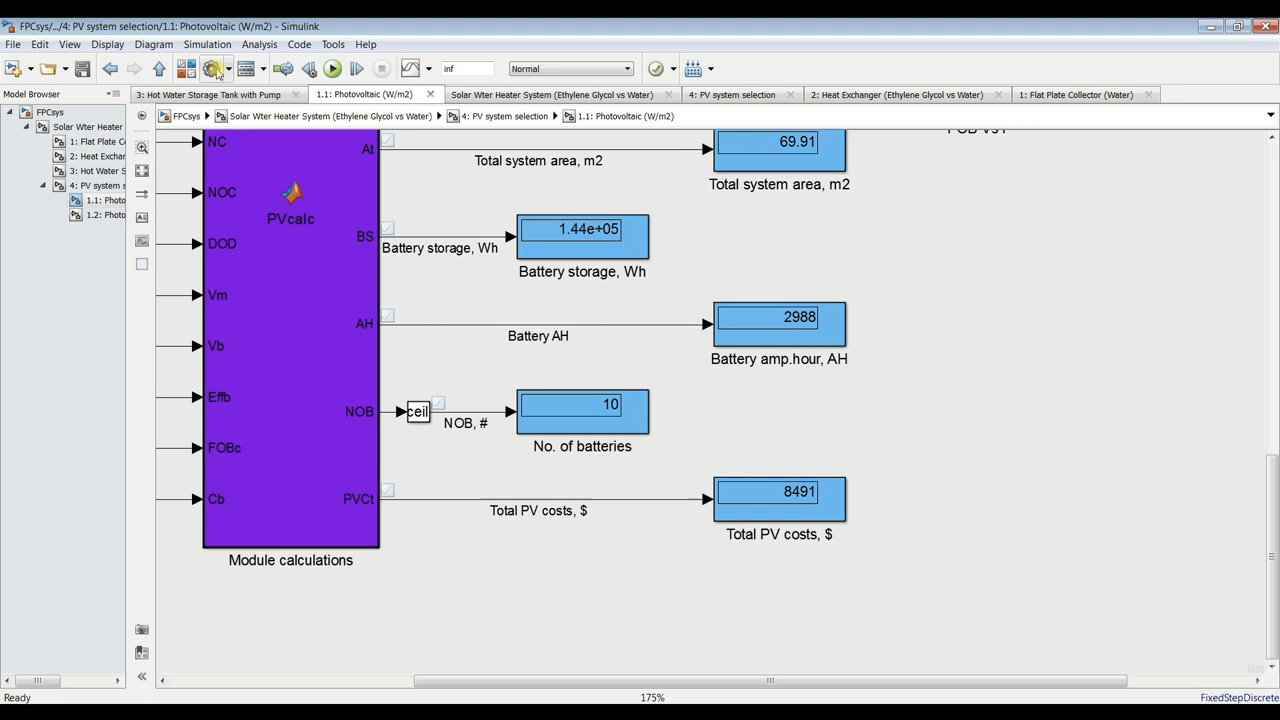 FPCsys/.../4: PV system selection/1.1: Photovoltaic (W/m2) - Simulink
File Edit View Display Diagram Simulation Analysis Code Tools Help
inf Normal
Model Browser
3: Hot Water Storage Tank with Pump
1.1: Photovoltaic (W/m2)
Solar Wter Heater System (Ethylene Glycol vs Water)
4: PV system selection
2: Heat Exchanger (Ethylene Glycol vs Water)
1: Flat Plate Collector (Water)
FPCsys
Solar Wter Heater System (Ethylene Glycol vs Water)
4: PV system selection
1.1: Photovoltaic (W/m2)
FPCsys
Solar Wter Heater
1: Flat Plate C
2: Heat Exchar
3: Hot Water S
4: PV system s
1.1: Photo
1.2: Photo
NC
NOC
DOD
Vm
Vb
Effb
FOBc
Cb
PVcalc
At
BS
AH
NOB
PVCt
Module calculations
Total system area, m2
69.91
Total system area, m2
Battery storage, Wh
1.44e+05
Battery storage, Wh
Battery AH
2988
Battery amp.hour, AH
ceil
NOB, #
10
No. of batteries
Total PV costs, $
8491
Total PV costs, $
Ready
175%
FixedStepDiscrete